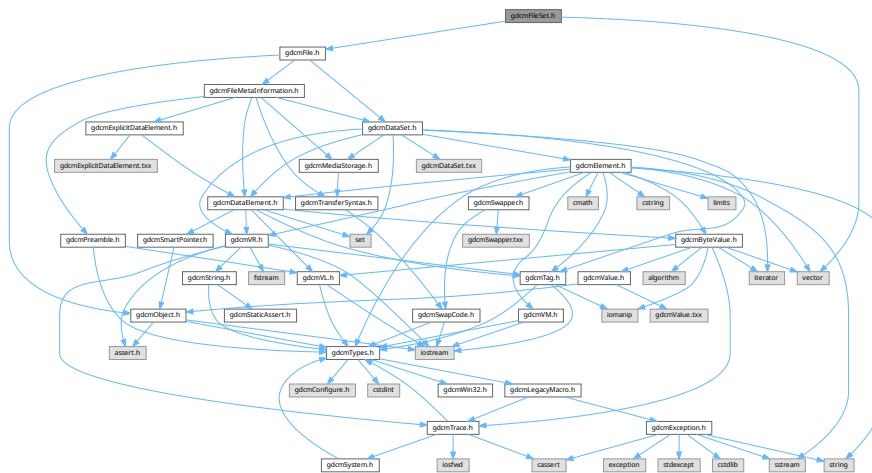 gdcmFileSet.h
gdcmFile.h
gdcmFileMetaInformation.h
gdcmExplicitDataElement.h
gdcmDataSet.h
gdcmExplicitDataElement.txx
gdcmMediaStorage.h
gdcmDataSet.txx
gdcmElement.h
gdcmDataElement.h
gdcmTransferSyntax.h
gdcmSwapper.h
cmath
cstring
limits
gdcmPreamble.h
gdcmSmartPointer.h
gdcmVR.h
set
gdcmSwapper.txx
gdcmByteValue.h
gdcmString.h
fstream
gdcmVL.h
gdcmTag.h
gdcmValue.h
algorithm
iterator
vector
gdcmObject.h
gdcmStaticAssert.h
gdcmSwapCode.h
gdcmVM.h
iomanip
gdcmValue.txx
assert.h
gdcmTypes.h
iostream
gdcmConfigure.h
cstdint
gdcmWin32.h
gdcmLegacyMacro.h
gdcmTrace.h
gdcmException.h
gdcmSystem.h
iosfwd
cassert
exception
stdexcept
cstdlib
sstream
string